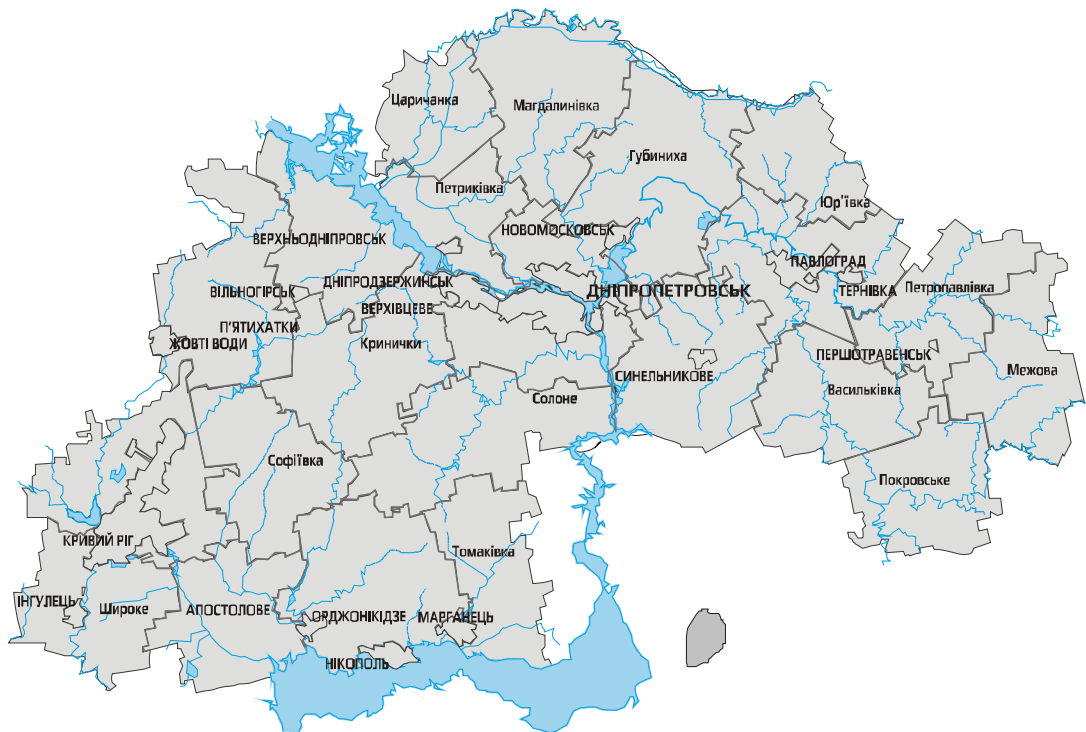 Царичанка
Магдалинівка
Губиниха
Петриківка
Юр'ївка
НОВОМОСКОВСЬК
ВЕРХНЬОДНІПРОВСЬК
ПАВЛОГРАД
ДНІПРОДЗЕРЖИНСЬК
ДНІПРОПЕТРОВСЬК
ТЕРНІВКА
Петропавлівка
ВІЛЬНОГІРСЬК
ВЕРХІВЦЕВЕ
П'ЯТИХАТКИ
ЖОВТІ ВОДИ
Кринички
ПЕРШОТРАВЕНСЬК
Межова
СИНЕЛЬНИКОВЕ
Васильківка
Солоне
Софіївка
Покровське
КРИВИЙ РІГ
Томаківка
ІНГУЛЕЦЬ
Широке
АПОСТОЛОВЕ
ОРДЖОНІКІДЗЕ
МАРГАНЕЦЬ
НІКОПОЛЬ